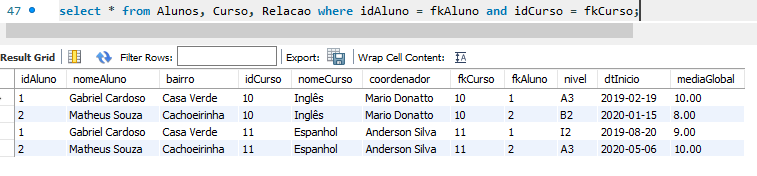 47 select * from Alunos, Curso, Relacao where idAluno = fkAluno and idCurso = fkCurso;
Result Grid Filter Rows: Export: Wrap Cell Content:
idAluno nomeAluno bairro idCurso nomeCurso coordenador fkCurso fkAluno nivel dtInicio mediaGlobal
1 Gabriel Cardoso Casa Verde 10 Inglês Mario Donatto 10 1 A3 2019-02-19 10.00
2 Matheus Souza Cachoeirinha 10 Inglês Mario Donatto 10 2 B2 2020-01-15 8.00
1 Gabriel Cardoso Casa Verde 11 Espanhol Anderson Silva 11 1 I2 2019-08-20 9.00
2 Matheus Souza Cachoeirinha 11 Espanhol Anderson Silva 11 2 A3 2020-05-06 10.00